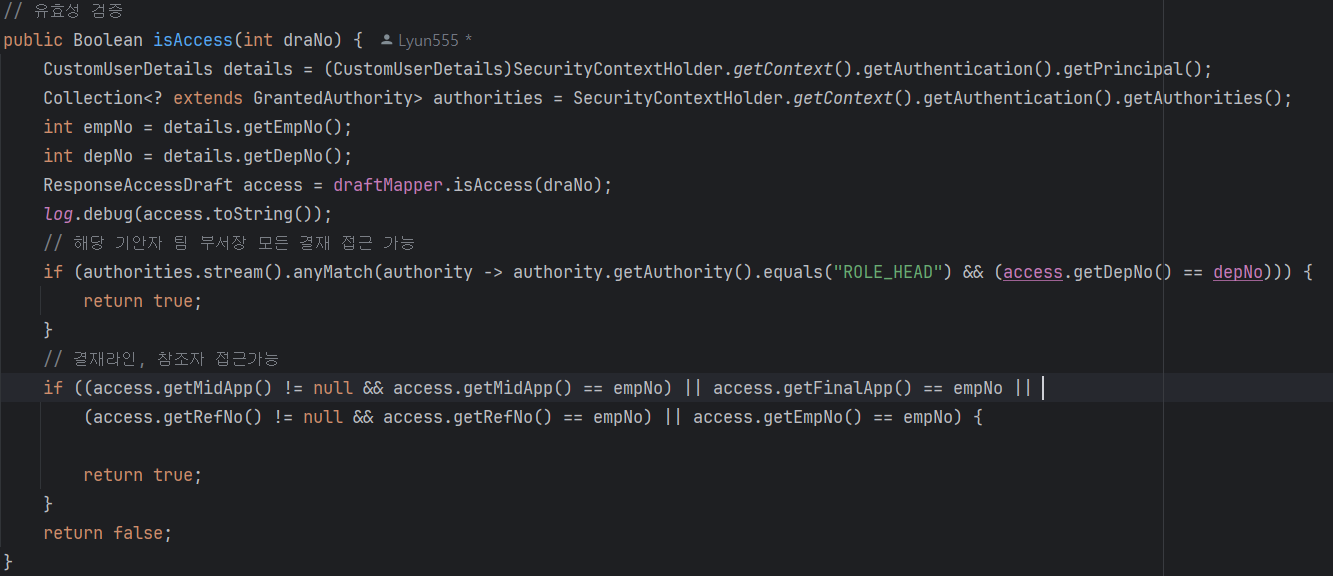 // 유효성 검증
public Boolean isAccess(int draNo) { Lyun555 *
CustomUserDetails details = (CustomUserDetails)SecurityContextHolder.getContext().getAuthentication().getPrincipal();
Collection<? extends GrantedAuthority> authorities = SecurityContextHolder.getContext().getAuthentication().getAuthorities();
int empNo = details.getEmpNo();
int depNo = details.getDepNo();
ResponseAccessDraft access = draftMapper.isAccess(draNo);
log.debug(access.toString());
// 해당 기안자 팀 부서장 모든 결재 접근 가능
if (authorities.stream().anyMatch(authority -> authority.getAuthority().equals("ROLE_HEAD") && (access.getDepNo() == depNo))) {
return true;
}
// 결재라인, 참조자 접근가능
if ((access.getMidApp() != null && access.getMidApp() == empNo) || access.getFinalApp() == empNo ||
(access.getRefNo() != null && access.getRefNo() == empNo) || access.getEmpNo() == empNo) {
return true;
}
return false;
}